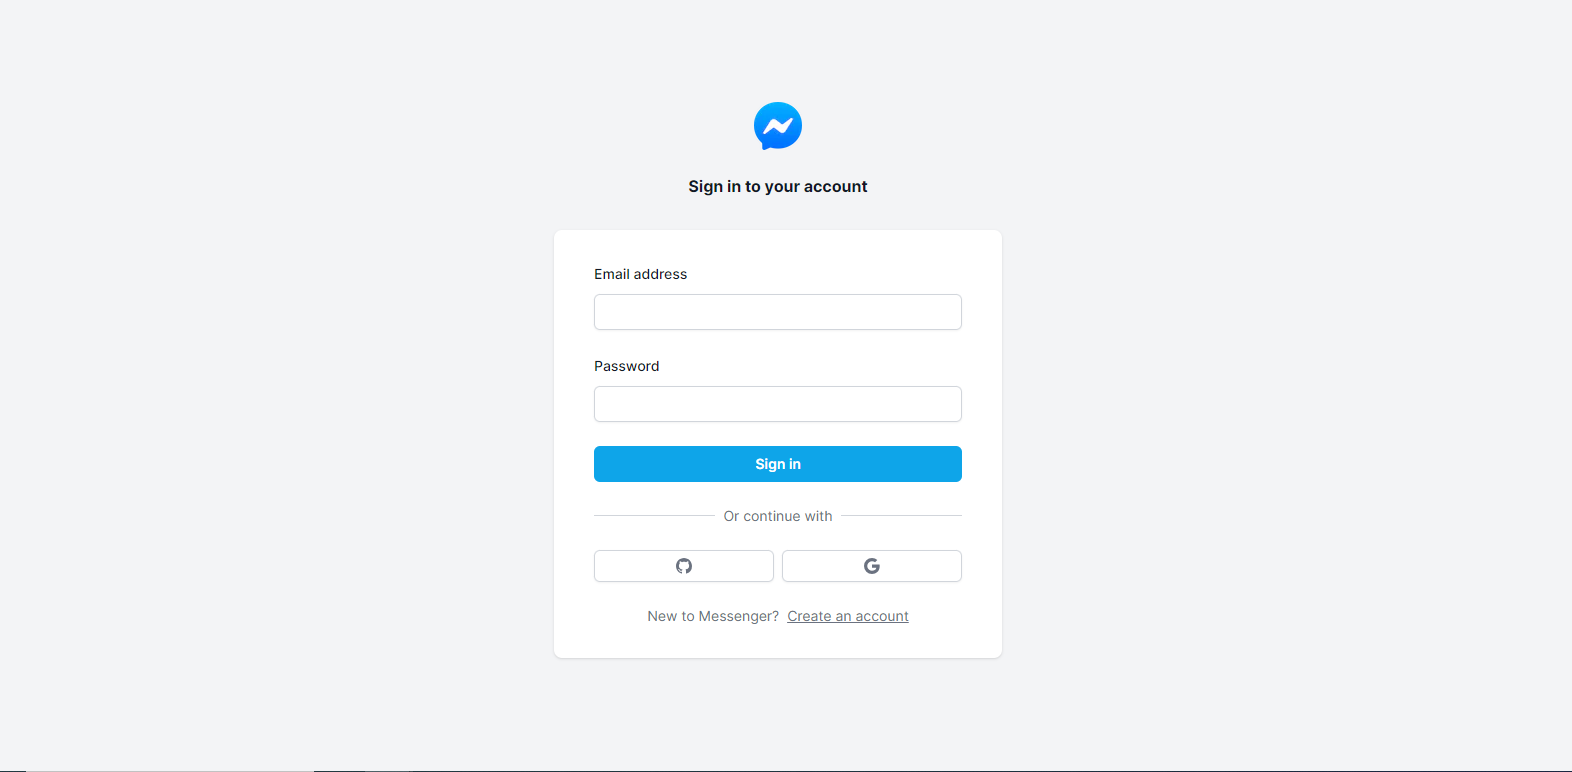 Sign in to your account
Email address
Password
Sign in
Or continue with
New to Messenger? Create an account